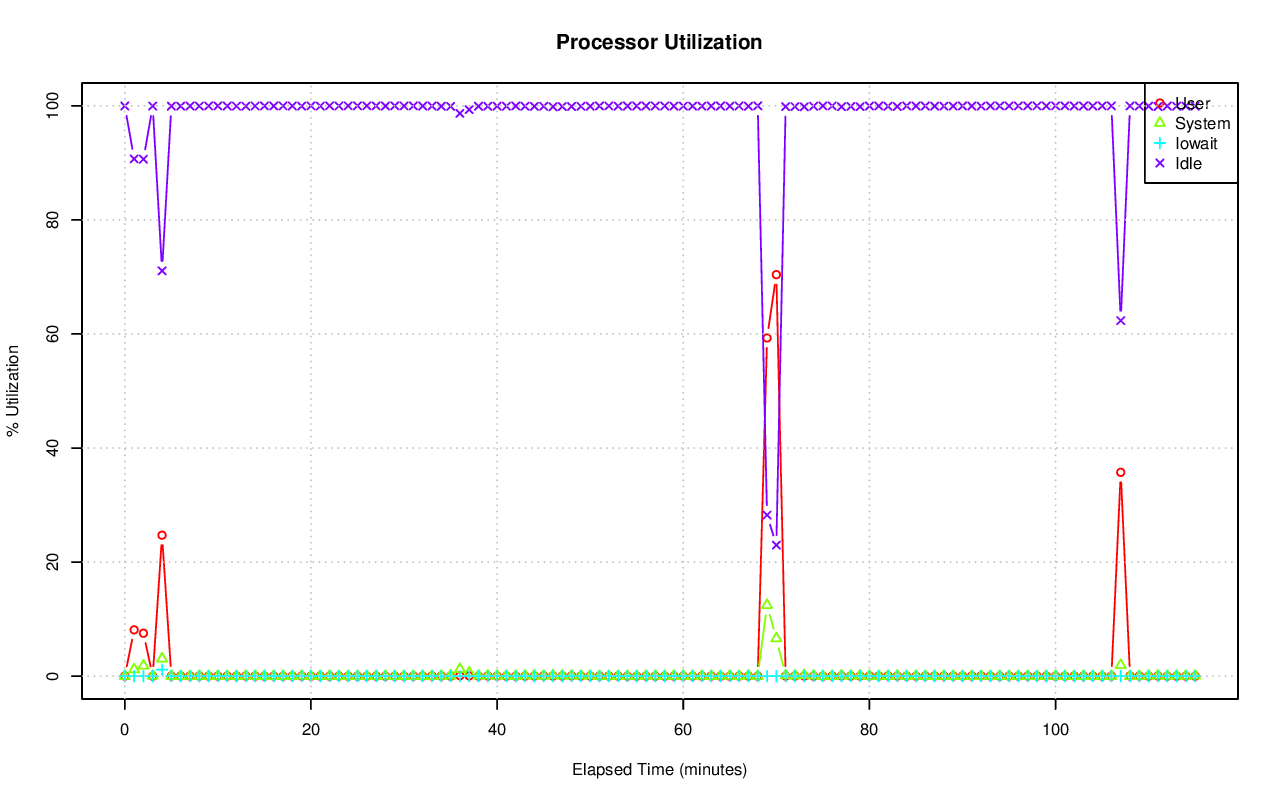 Processor Utilization
% Utilization
100
80
60
40
20
0
User
System
Iowait
Idle
0 20 40 60 80 100
Elapsed Time (minutes)